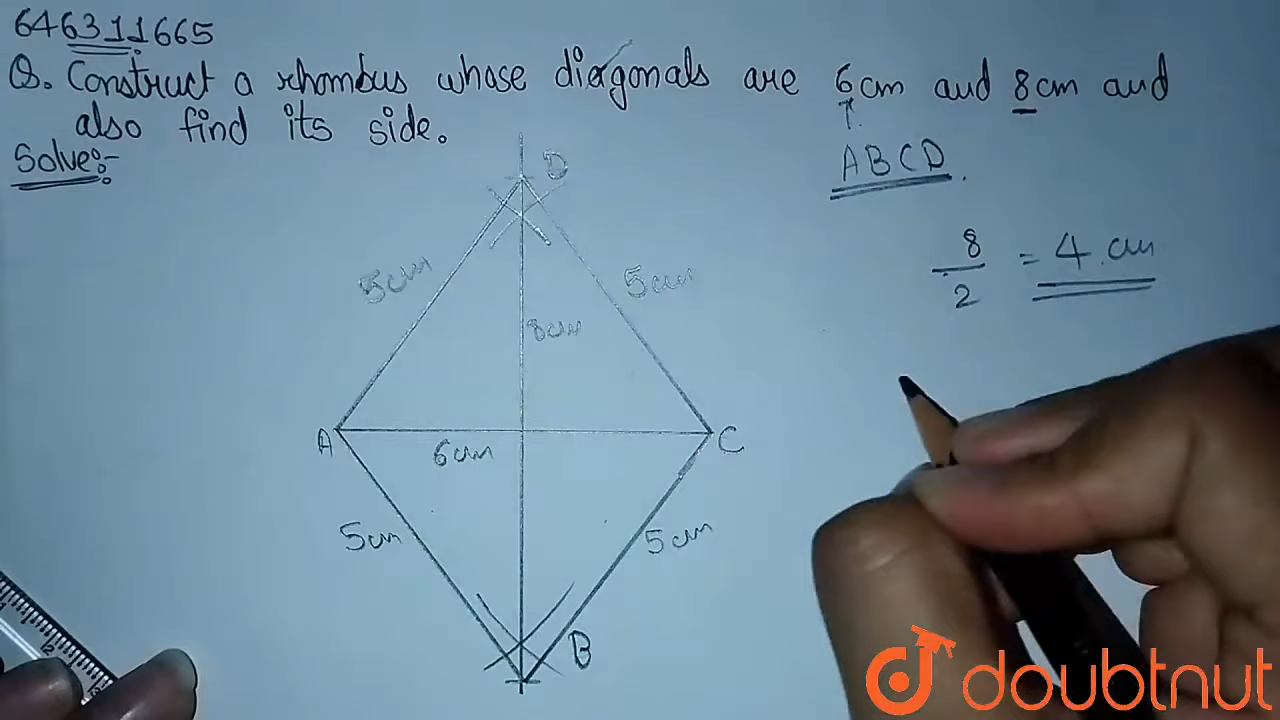 646311665
Q. Construct a rhombus whose diagonals are 6cm and 8cm and
also find its side.
Solve:-
ABCD.
8/2 = 4 cm
D
5cm
5cm
8cm
A
6cm
C
5cm
5cm
B
12
doubtnut